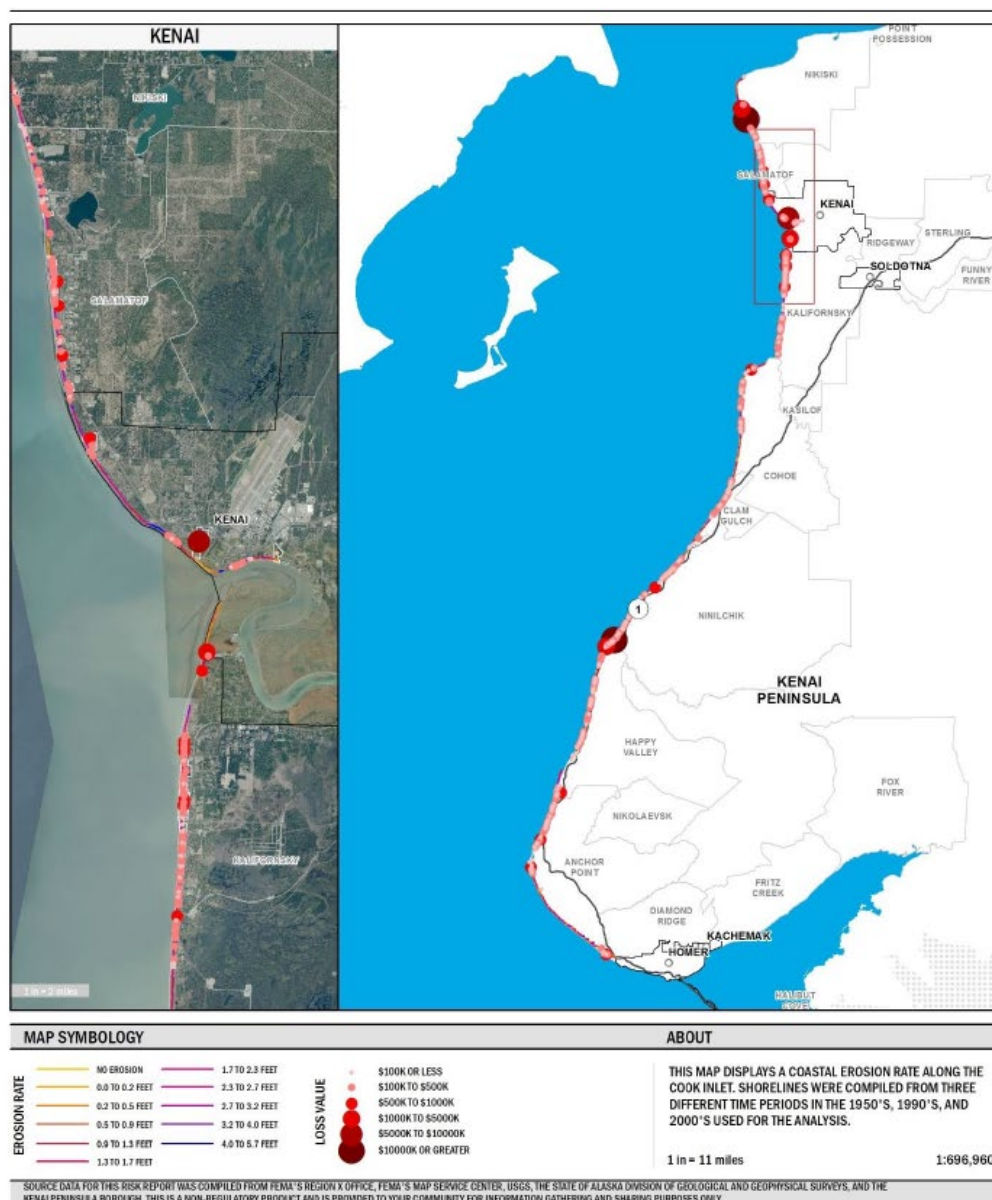 KENAI
NIKISKI
SALAMATOF
KENAI
KALIFORNSKY
1 in = 2 miles
POINT
POSSESSION
NIKISKI
SALAMATOF
KENAI
RIDGEWAY
STERLING
SOLDOTNA
FUNNY
RIVER
KALIFORNSKY
KASILOF
COHOE
CLAM
GULCH
1
NINILCHIK
KENAI
PENINSULA
HAPPY
VALLEY
FOX
RIVER
NIKOLAEVSK
ANCHOR
POINT
FRITZ
CREEK
DIAMOND
RIDGE
KACHEMAK
HOMER
HALIBUT
COVE
MAP SYMBOLOGY
EROSION RATE
NO EROSION
0.0 TO 0.2 FEET
0.2 TO 0.5 FEET
0.5 TO 0.9 FEET
0.9 TO 1.3 FEET
1.3 TO 1.7 FEET
1.7 TO 2.3 FEET
2.3 TO 2.7 FEET
2.7 TO 3.2 FEET
3.2 TO 4.0 FEET
4.0 TO 5.7 FEET
LOSS VALUE
$100K OR LESS
$100K TO $500K
$500K TO $1000K
$1000K TO $5000K
$5000K TO $10000K
$10000K OR GREATER
ABOUT
THIS MAP DISPLAYS A COASTAL EROSION RATE ALONG THE
COOK INLET. SHORELINES WERE COMPILED FROM THREE
DIFFERENT TIME PERIODS IN THE 1950'S, 1990'S, AND
2000'S USED FOR THE ANALYSIS.
1 in = 11 miles
1:696,960
SOURCE DATA FOR THIS RISK REPORT WAS COMPILED FROM FEMA'S REGION X OFFICE, FEMA'S MAP SERVICE CENTER, USGS, THE STATE OF ALASKA DIVISION OF GEOLOGICAL AND GEOPHYSICAL SURVEYS, AND THE
KENAI PENINSULA BOROUGH. THIS IS A NON-REGULATORY PRODUCT AND IS PROVIDED TO YOUR COMMUNITY FOR INFORMATION GATHERING AND SHARING PURPOSES ONLY.